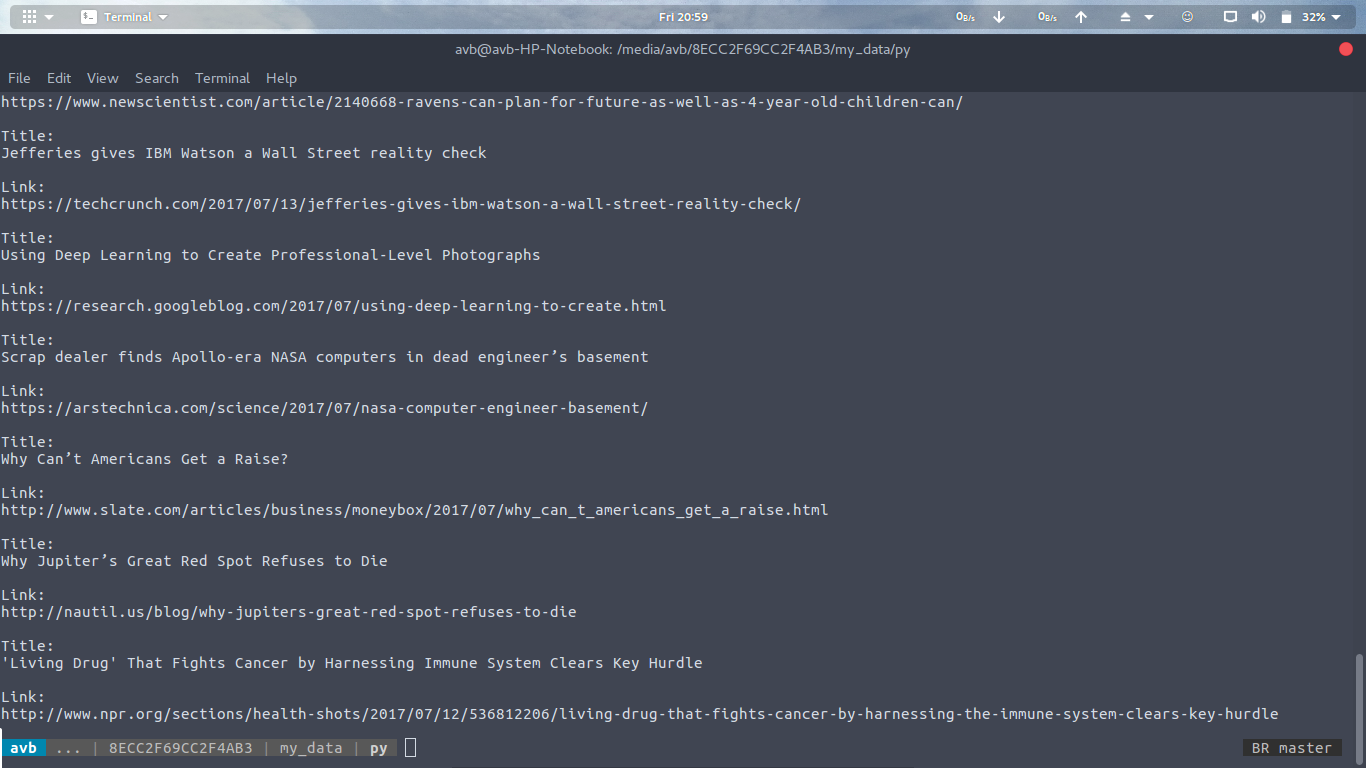 Terminal
Fri 20:59
0B/s
0B/s
32%
avb@avb-HP-Notebook: /media/avb/8ECC2F69CC2F4AB3/my_data/py
File Edit View Search Terminal Help
https://www.newscientist.com/article/2140668-ravens-can-plan-for-future-as-well-as-4-year-old-children-can/
Title:
Jefferies gives IBM Watson a Wall Street reality check
Link:
https://techcrunch.com/2017/07/13/jefferies-gives-ibm-watson-a-wall-street-reality-check/
Title:
Using Deep Learning to Create Professional-Level Photographs
Link:
https://research.googleblog.com/2017/07/using-deep-learning-to-create.html
Title:
Scrap dealer finds Apollo-era NASA computers in dead engineer’s basement
Link:
https://arstechnica.com/science/2017/07/nasa-computer-engineer-basement/
Title:
Why Can’t Americans Get a Raise?
Link:
http://www.slate.com/articles/business/moneybox/2017/07/why_can_t_americans_get_a_raise.html
Title:
Why Jupiter’s Great Red Spot Refuses to Die
Link:
http://nautil.us/blog/why-jupiters-great-red-spot-refuses-to-die
Title:
'Living Drug' That Fights Cancer by Harnessing Immune System Clears Key Hurdle
Link:
http://www.npr.org/sections/health-shots/2017/07/12/536812206/living-drug-that-fights-cancer-by-harnessing-the-immune-system-clears-key-hurdle
avb ... | 8ECC2F69CC2F4AB3 | my_data | py
BR master